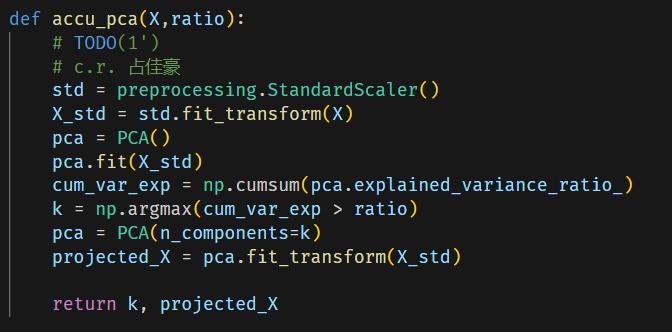 def accu_pca(X,ratio):
    # TODO(1')
    # c.r. 占佳豪
    std = preprocessing.StandardScaler()
    X_std = std.fit_transform(X)
    pca = PCA()
    pca.fit(X_std)
    cum_var_exp = np.cumsum(pca.explained_variance_ratio_)
    k = np.argmax(cum_var_exp > ratio)
    pca = PCA(n_components=k)
    projected_X = pca.fit_transform(X_std)

    return k, projected_X